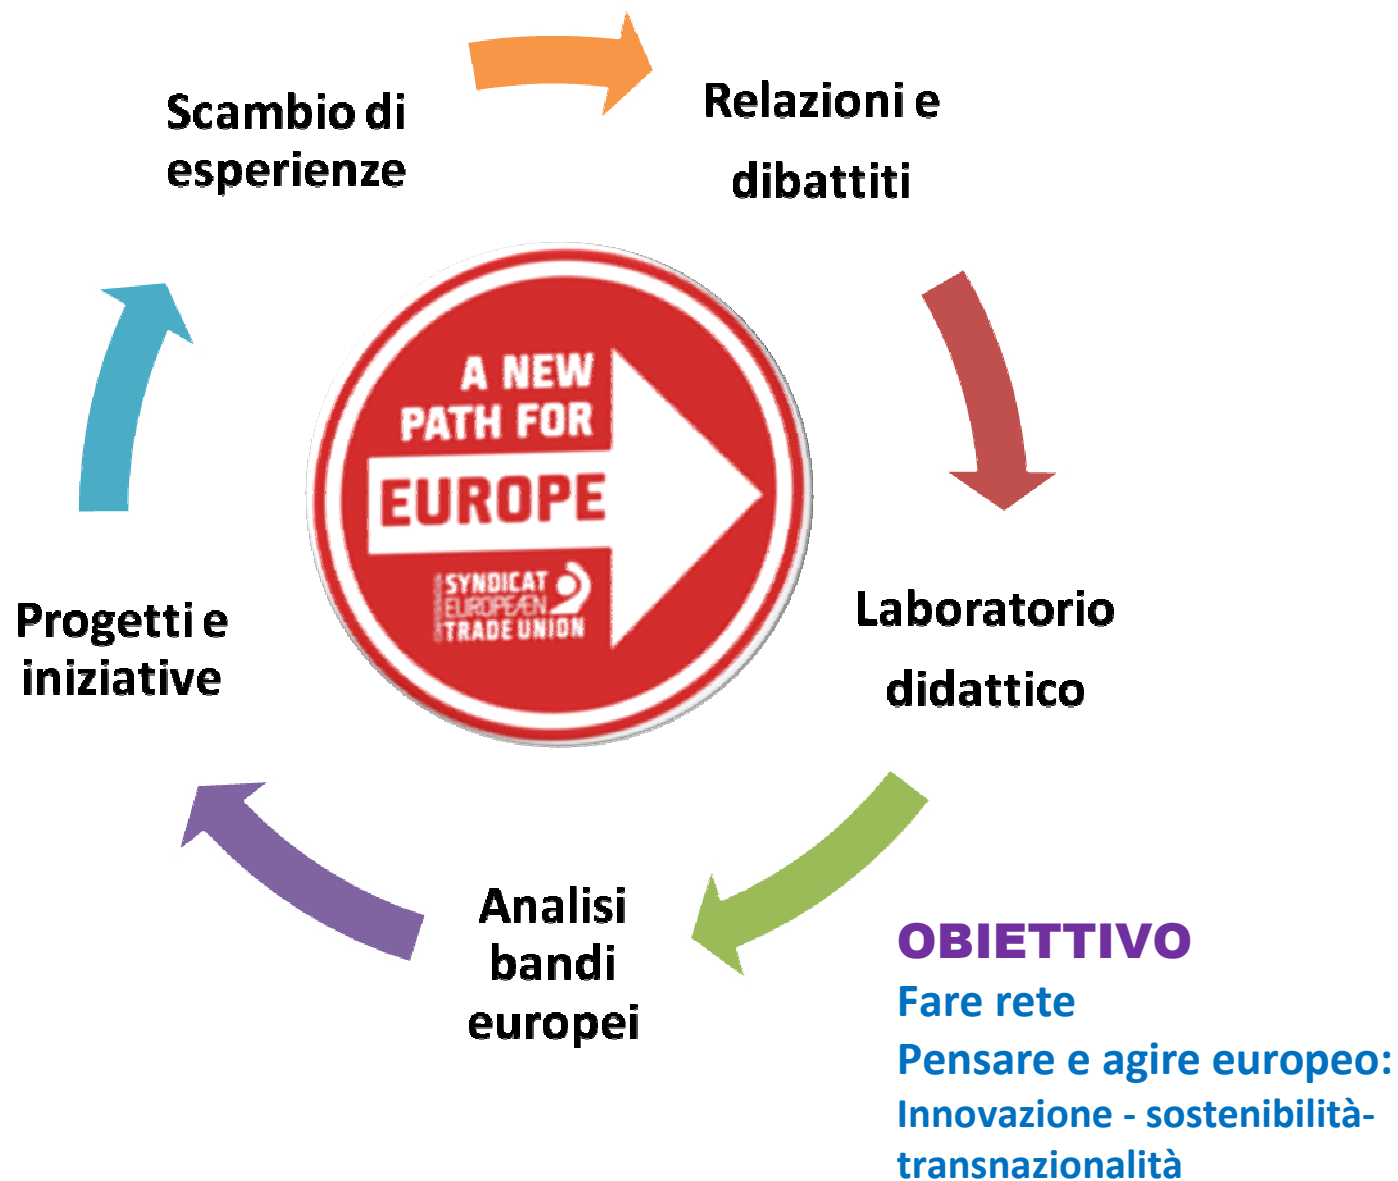 Scambio di
esperienze
Relazioni e
dibattiti
A NEW
PATH FOR
EUROPE
SYNDICAT
EUROPÉEN
TRADE UNION
Progetti e
iniziative
Laboratorio
didattico
Analisi
bandi
europei
OBIETTIVO
Fare rete
Pensare e agire europeo:
Innovazione - sostenibilità-
transnazionalità